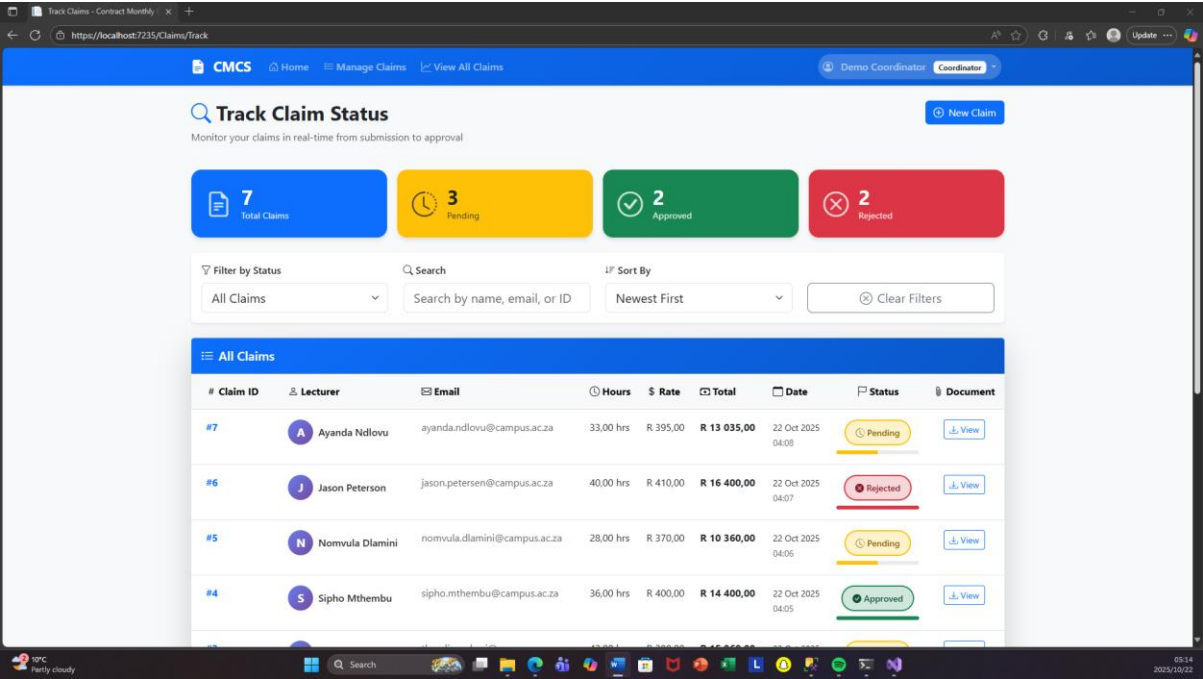 Track Claims - Contract Monthly C
https://localhost:7235/Claims/Track
Update
CMCS Home Manage Claims View All Claims Demo Coordinator Coordinator
Track Claim Status
New Claim
Monitor your claims in real-time from submission to approval
7
Total Claims
3
Pending
2
Approved
2
Rejected
Filter by Status
Search
Sort By
All Claims
Search by name, email, or ID
Newest First
Clear Filters
All Claims
# Claim ID Lecturer Email Hours $ Rate Total Date Status Document
#7 A Ayanda Ndlovu ayanda.ndlovu@campus.ac.za 33,00 hrs R 395,00 R 13 035,00 22 Oct 2025 Pending View
04:08
#6 J Jason Peterson jason.petersen@campus.ac.za 40,00 hrs R 410,00 R 16 400,00 22 Oct 2025 Rejected View
04:07
#5 N Nomvula Dlamini nomvula.dlamini@campus.ac.za 28,00 hrs R 370,00 R 10 360,00 22 Oct 2025 Pending View
04:06
#4 S Sipho Mthembu sipho.mthembu@campus.ac.za 36,00 hrs R 400,00 R 14 400,00 22 Oct 2025 Approved View
04:05
10°C
Partly cloudy
Search
05:14
2025/10/22